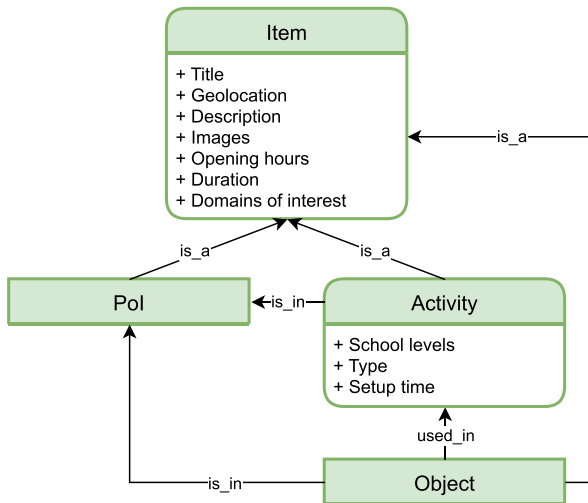 Item
+ Title
+ Geolocation
+ Description
+ Images
+ Opening hours
+ Duration
+ Domains of interest
is_a
is_a
is_a
PoI
is_in
Activity
+ School levels
+ Type
+ Setup time
used_in
is_in
Object